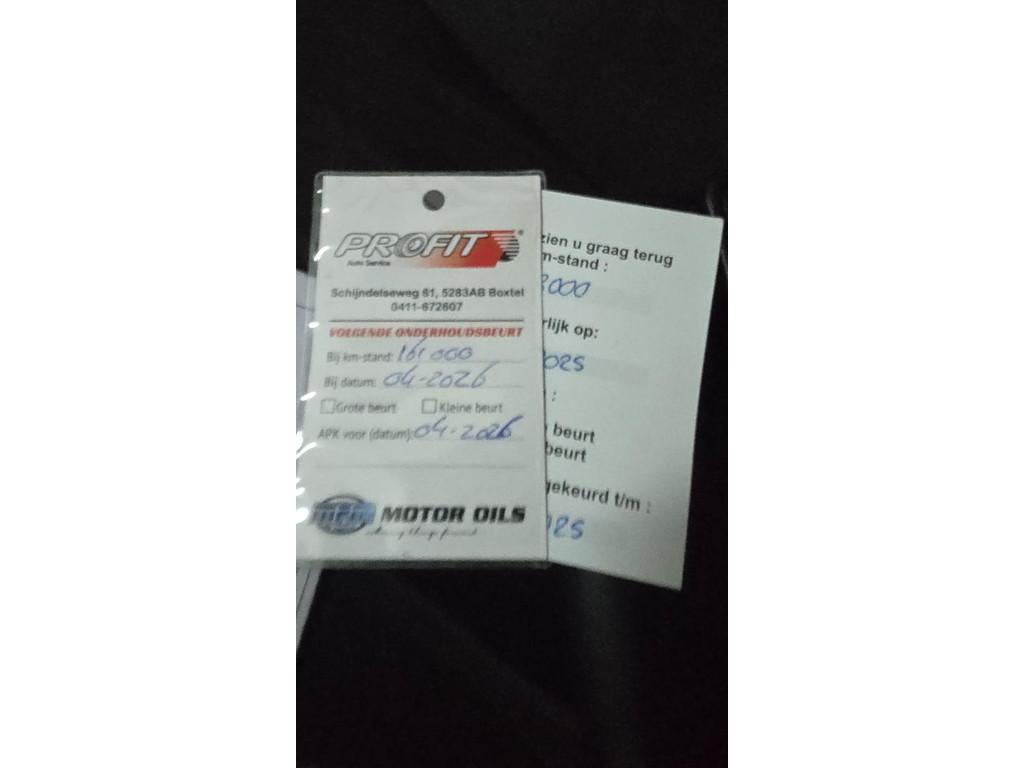 PROFIT®
Auto Service
Schijndelseweg 61, 5283AB Boxtel
0411-672607
VOLGENDE ONDERHOUDSBEURT
Bij km-stand: 161 000
Bij datum: 04-2026
Grote beurt Kleine beurt
APK voor (datum): 04-2026
MOTOR OILS
zien u graag terug
m-stand :
000
rlijk op:
025
:
beurt
beurt
gekeurd t/m :
25